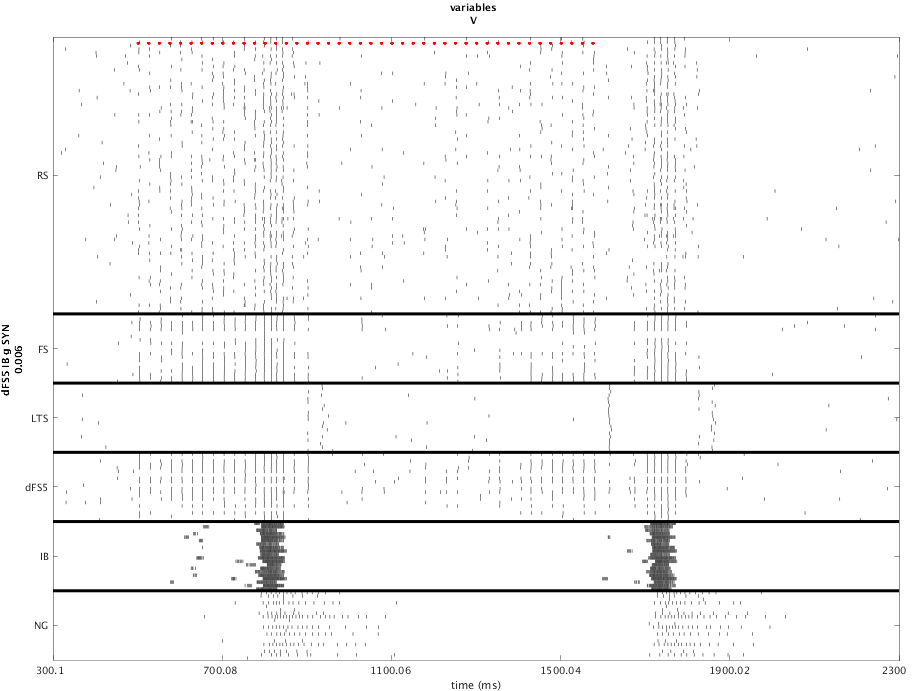 variables
V
RS
FS
LTS
dFS5
IB
NG
dFS5 IB g SYN
0.006
300.1
700.08
1100.06
1500.04
1900.02
2300
time (ms)